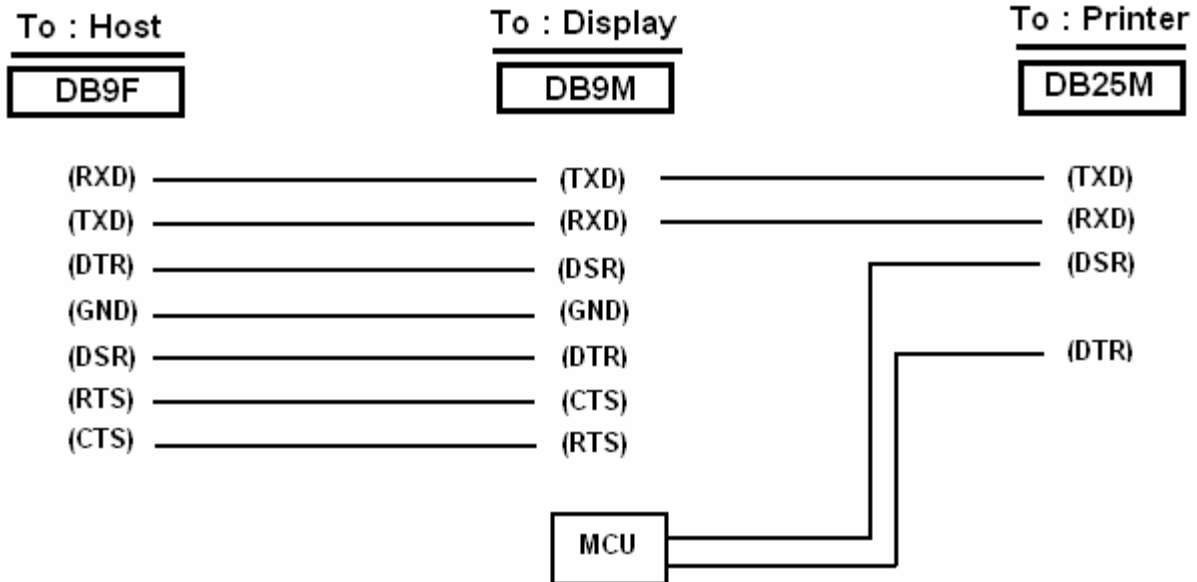 To : Host To : Display To : Printer
DB9F DB9M DB25M
(RXD) (TXD) (TXD)
(TXD) (RXD) (RXD)
(DTR) (DSR) (DSR)
(GND) (GND)
(DSR) (DTR) (DTR)
(RTS) (CTS)
(CTS) (RTS)
MCU